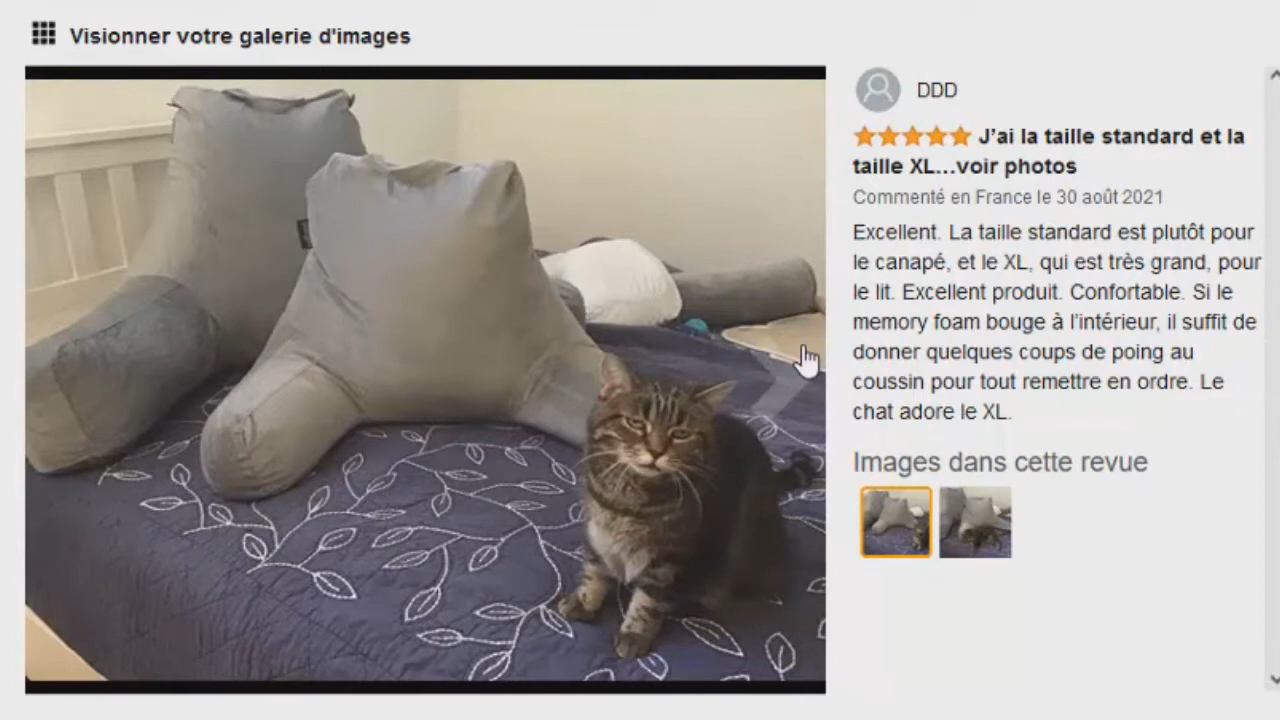 Visionner votre galerie d'images
DDD
J’ai la taille standard et la
taille XL…voir photos
Commenté en France le 30 août 2021
Excellent. La taille standard est plutôt pour
le canapé, et le XL, qui est très grand, pour
le lit. Excellent produit. Confortable. Si le
memory foam bouge à l’intérieur, il suffit de
donner quelques coups de poing au
coussin pour tout remettre en ordre. Le
chat adore le XL.
Images dans cette revue